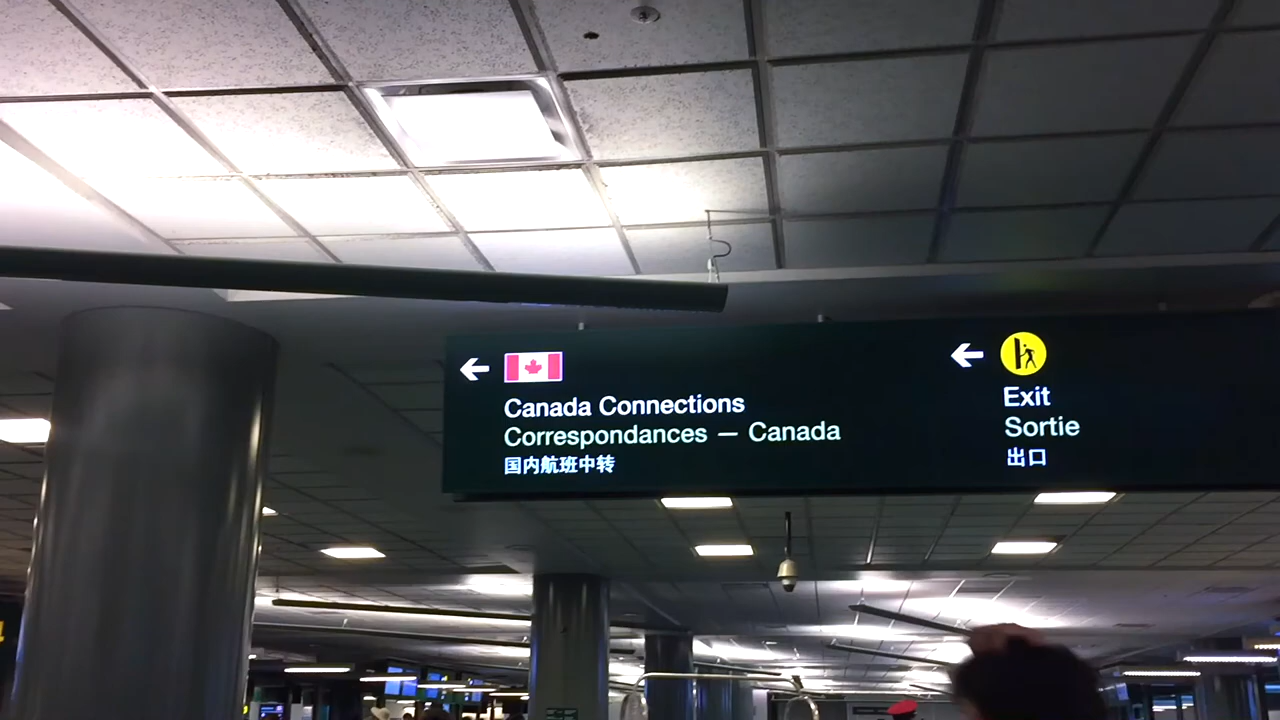 Canada Connections
Correspondances — Canada
国内航班中转
Exit
Sortie
出口